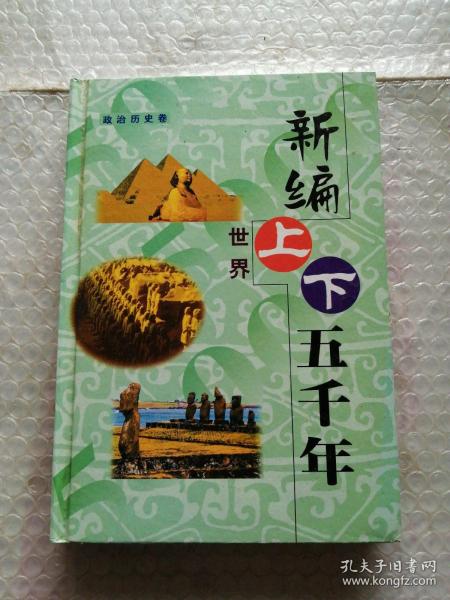 政治历史卷
新编
世界
上下五千年
孔夫子旧书网
www.kongfz.com